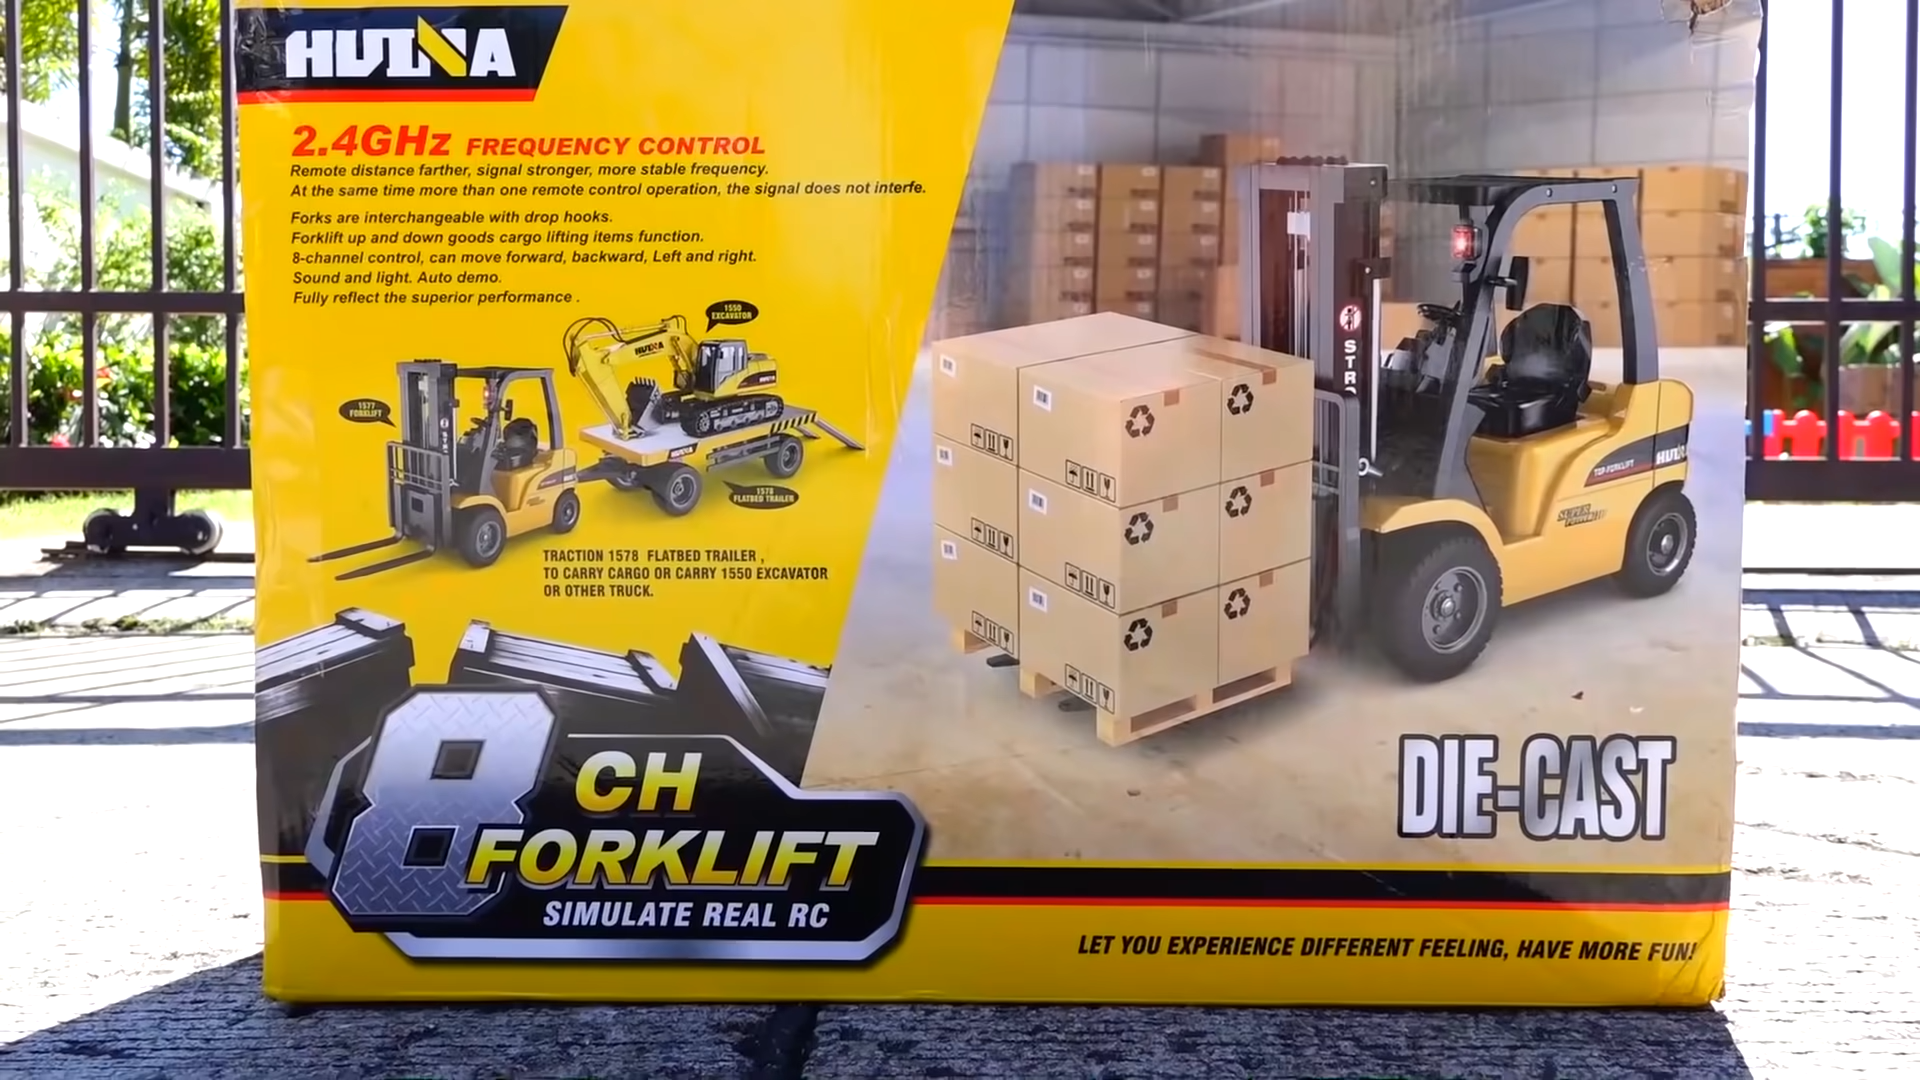 HUINA
2.4GHz FREQUENCY CONTROL
Remote distance farther, signal stronger, more stable frequency.
At the same time more than one remote control operation, the signal does not interfe.
Forks are interchangeable with drop hooks.
Forklift up and down goods cargo lifting items function.
8-channel control, can move forward, backward, Left and right.
Sound and light. Auto demo.
Fully reflect the superior performance .
1550
EXCAVATOR
HUINA
1577
FORKLIFT
HUINA
1578
FLATBED TRAILER
TRACTION 1578 FLATBED TRAILER ,
TO CARRY CARGO OR CARRY 1550 EXCAVATOR
OR OTHER TRUCK.
8 CH
FORKLIFT
SIMULATE REAL RC
TOP-FORKLIFT
DIE-CAST
LET YOU EXPERIENCE DIFFERENT FEELING, HAVE MORE FUN!